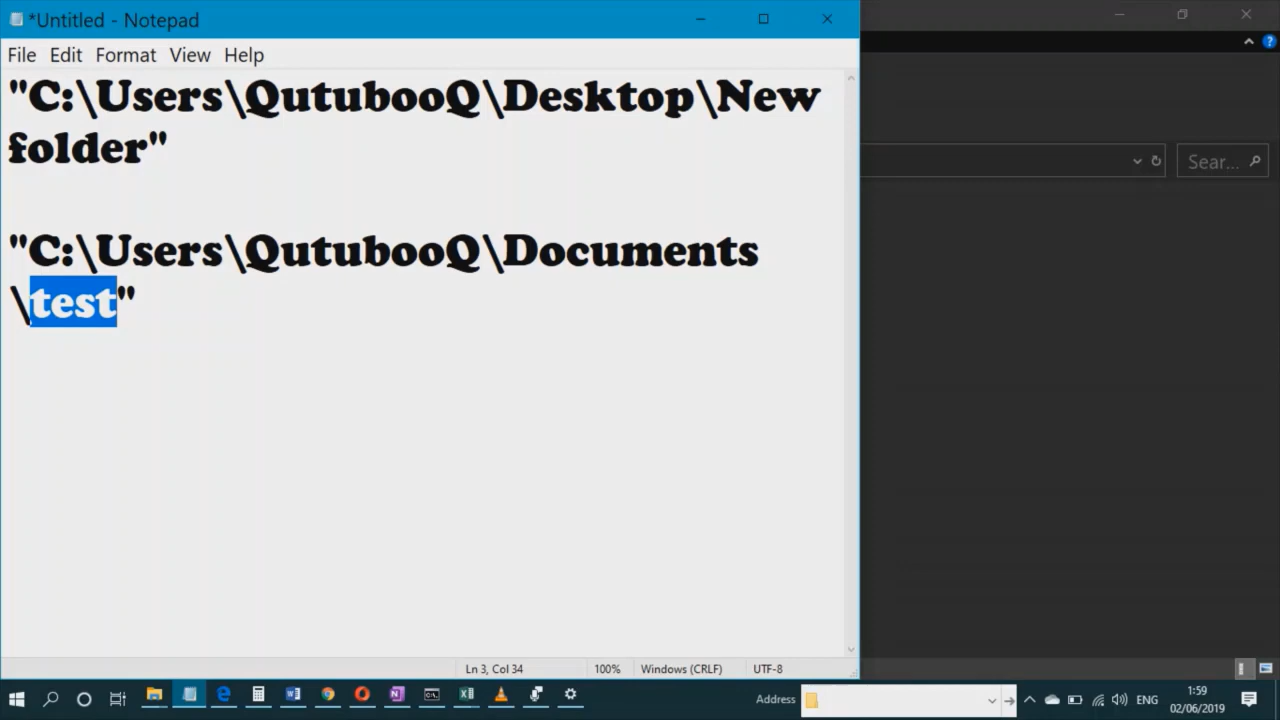 *Untitled - Notepad
File Edit Format View Help
"C:\Users\QutubooQ\Desktop\New
folder"
"C:\Users\QutubooQ\Documents
\test"
Sear...
Ln 3, Col 34 100% Windows (CRLF) UTF-8
Address ENG 1:59
02/06/2019